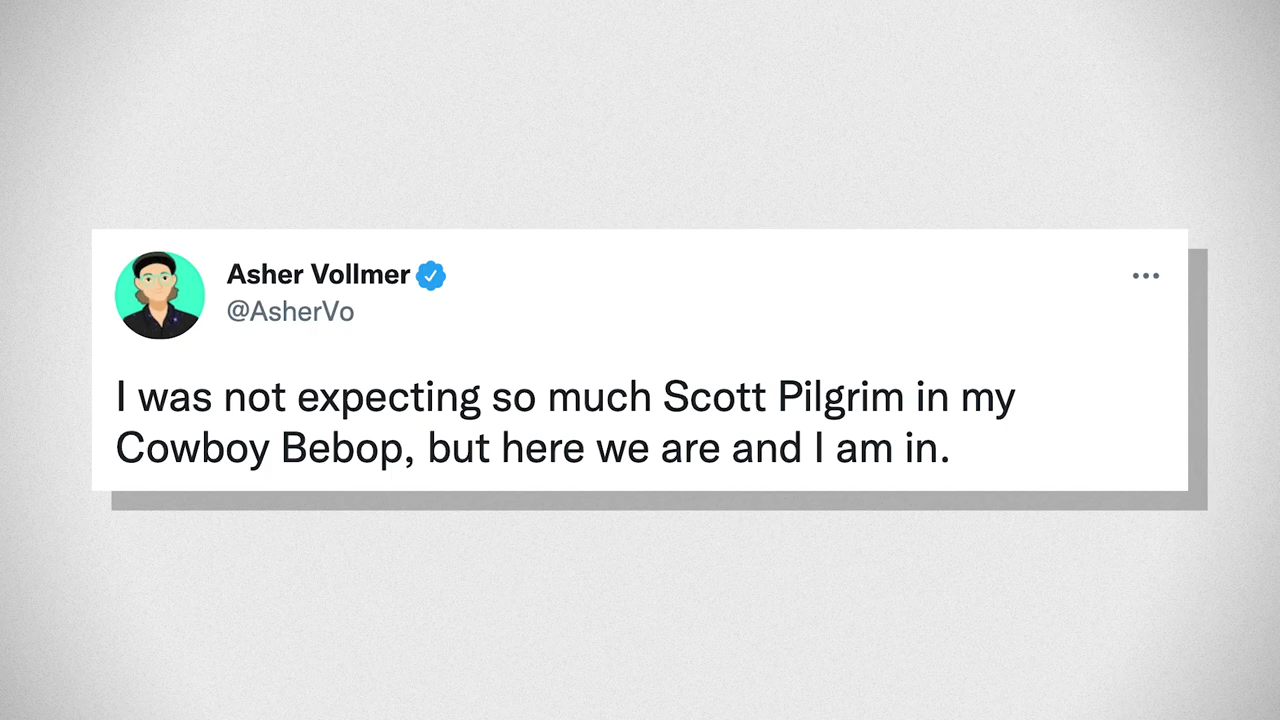 Asher Vollmer
@AsherVo
I was not expecting so much Scott Pilgrim in my
Cowboy Bebop, but here we are and I am in.